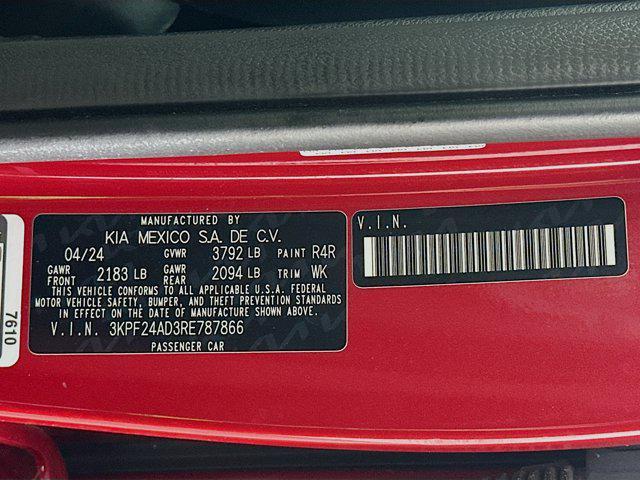 MANUFACTURED BY
KIA MEXICO S.A. DE C.V.
04/24 GVWR 3792 LB PAINT R4R
GAWR FRONT 2183 LB GAWR REAR 2094 LB TRIM WK
THIS VEHICLE CONFORMS TO ALL APPLICABLE U.S.A. FEDERAL
MOTOR VEHICLE SAFETY, BUMPER, AND THEFT PREVENTION STANDARDS
IN EFFECT ON THE DATE OF MANUFACTURE SHOWN ABOVE.
V.I.N. 3KPF24AD3RE787866
PASSENGER CAR
V.I.N.
7610